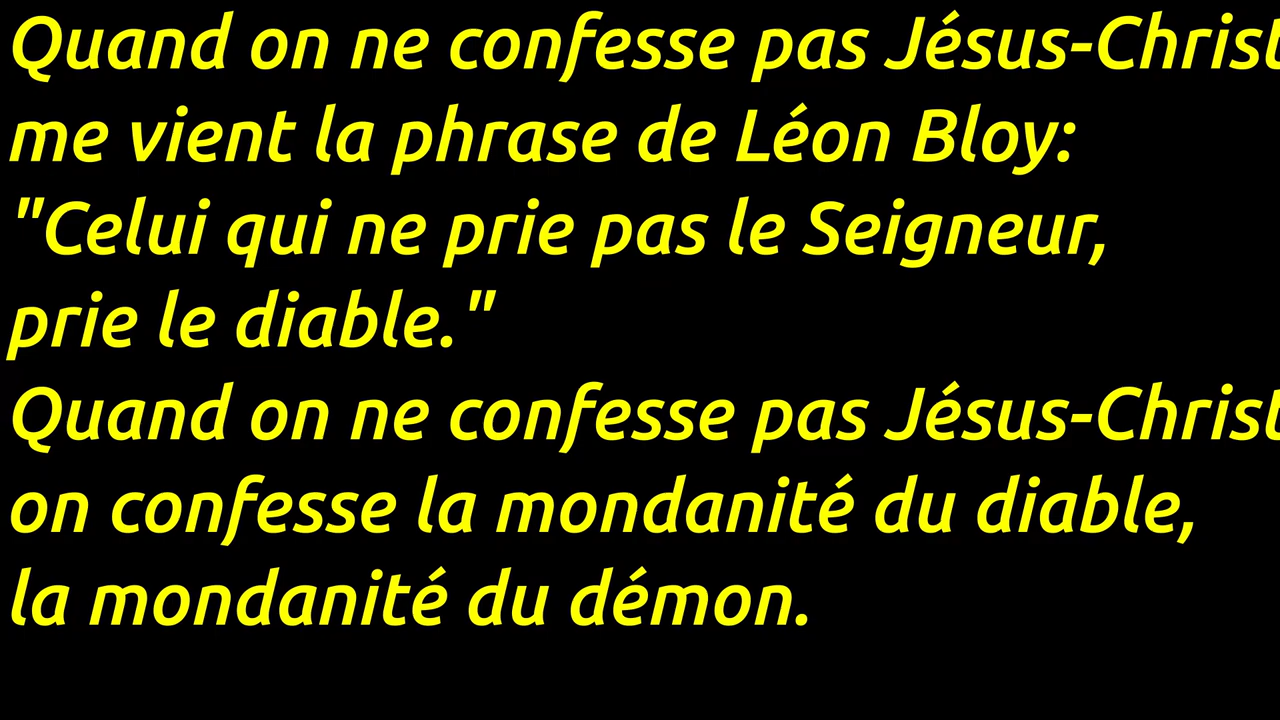 Quand on ne confesse pas Jésus-Christ
me vient la phrase de Léon Bloy:
"Celui qui ne prie pas le Seigneur,
prie le diable."
Quand on ne confesse pas Jésus-Christ
on confesse la mondanité du diable,
la mondanité du démon.